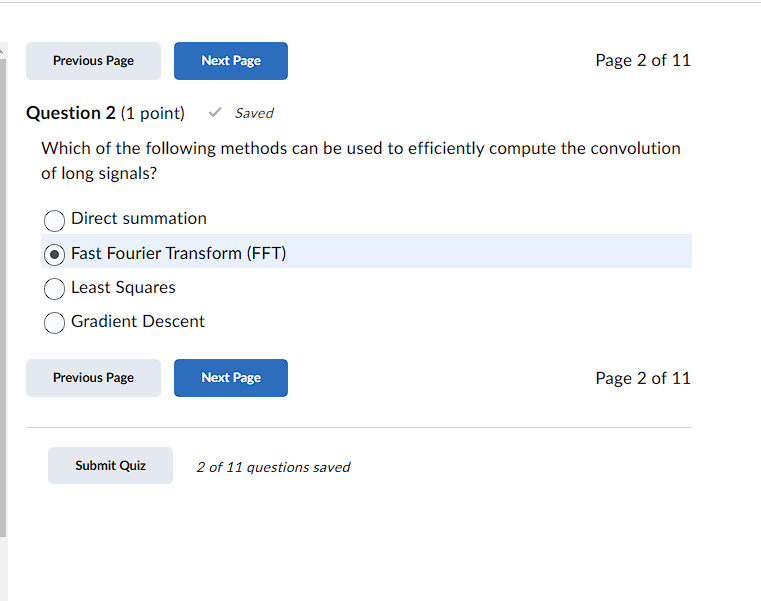 Previous Page Next Page Page 2 of 11
Question 2 (1 point) Saved
Which of the following methods can be used to efficiently compute the convolution
of long signals?
Direct summation
Fast Fourier Transform (FFT)
Least Squares
Gradient Descent
Previous Page Next Page Page 2 of 11
Submit Quiz 2 of 11 questions saved